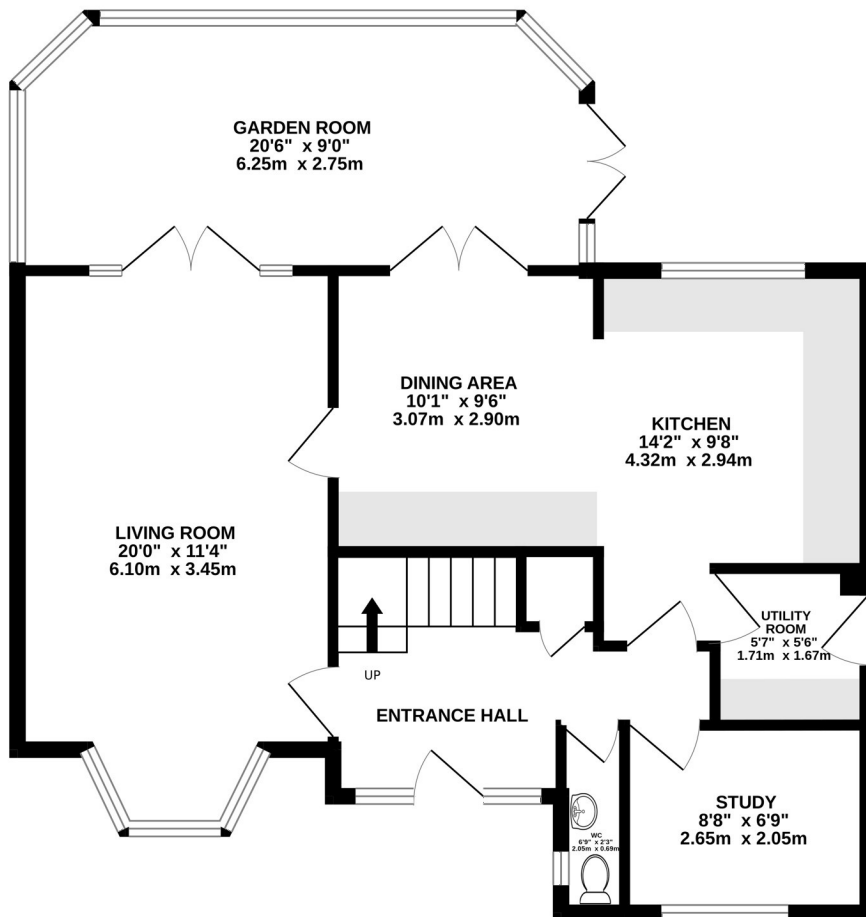 GARDEN ROOM
20'6" x 9'0"
6.25m x 2.75m
DINING AREA
10'1" x 9'6"
3.07m x 2.90m
KITCHEN
14'2" x 9'8"
4.32m x 2.94m
LIVING ROOM
20'0" x 11'4"
6.10m x 3.45m
UTILITY
ROOM
5'7" x 5'6"
1.71m x 1.67m
UP
ENTRANCE HALL
STUDY
8'8" x 6'9"
2.65m x 2.05m
WC
6'9" x 2'3"
2.05m x 0.69m